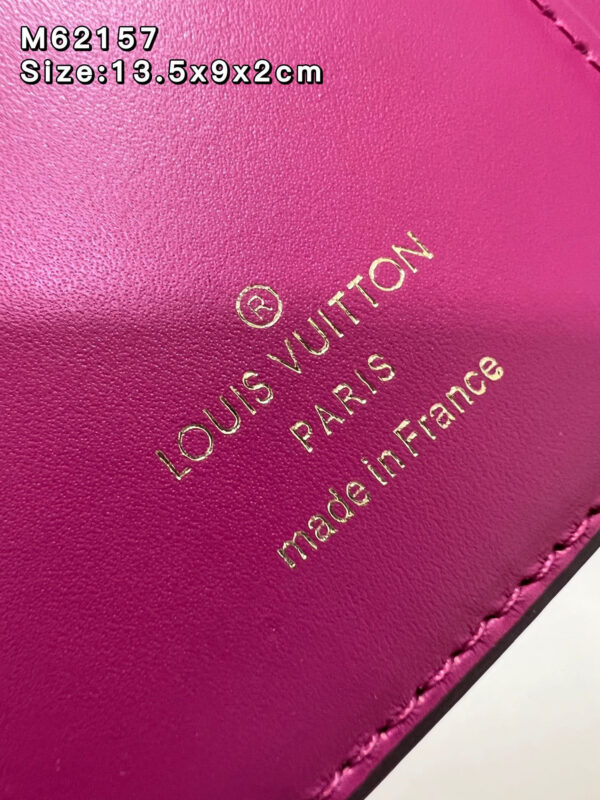 M62157
Size:13.5x9x2cm
®
LOUIS VUITTON
PARIS
made in France